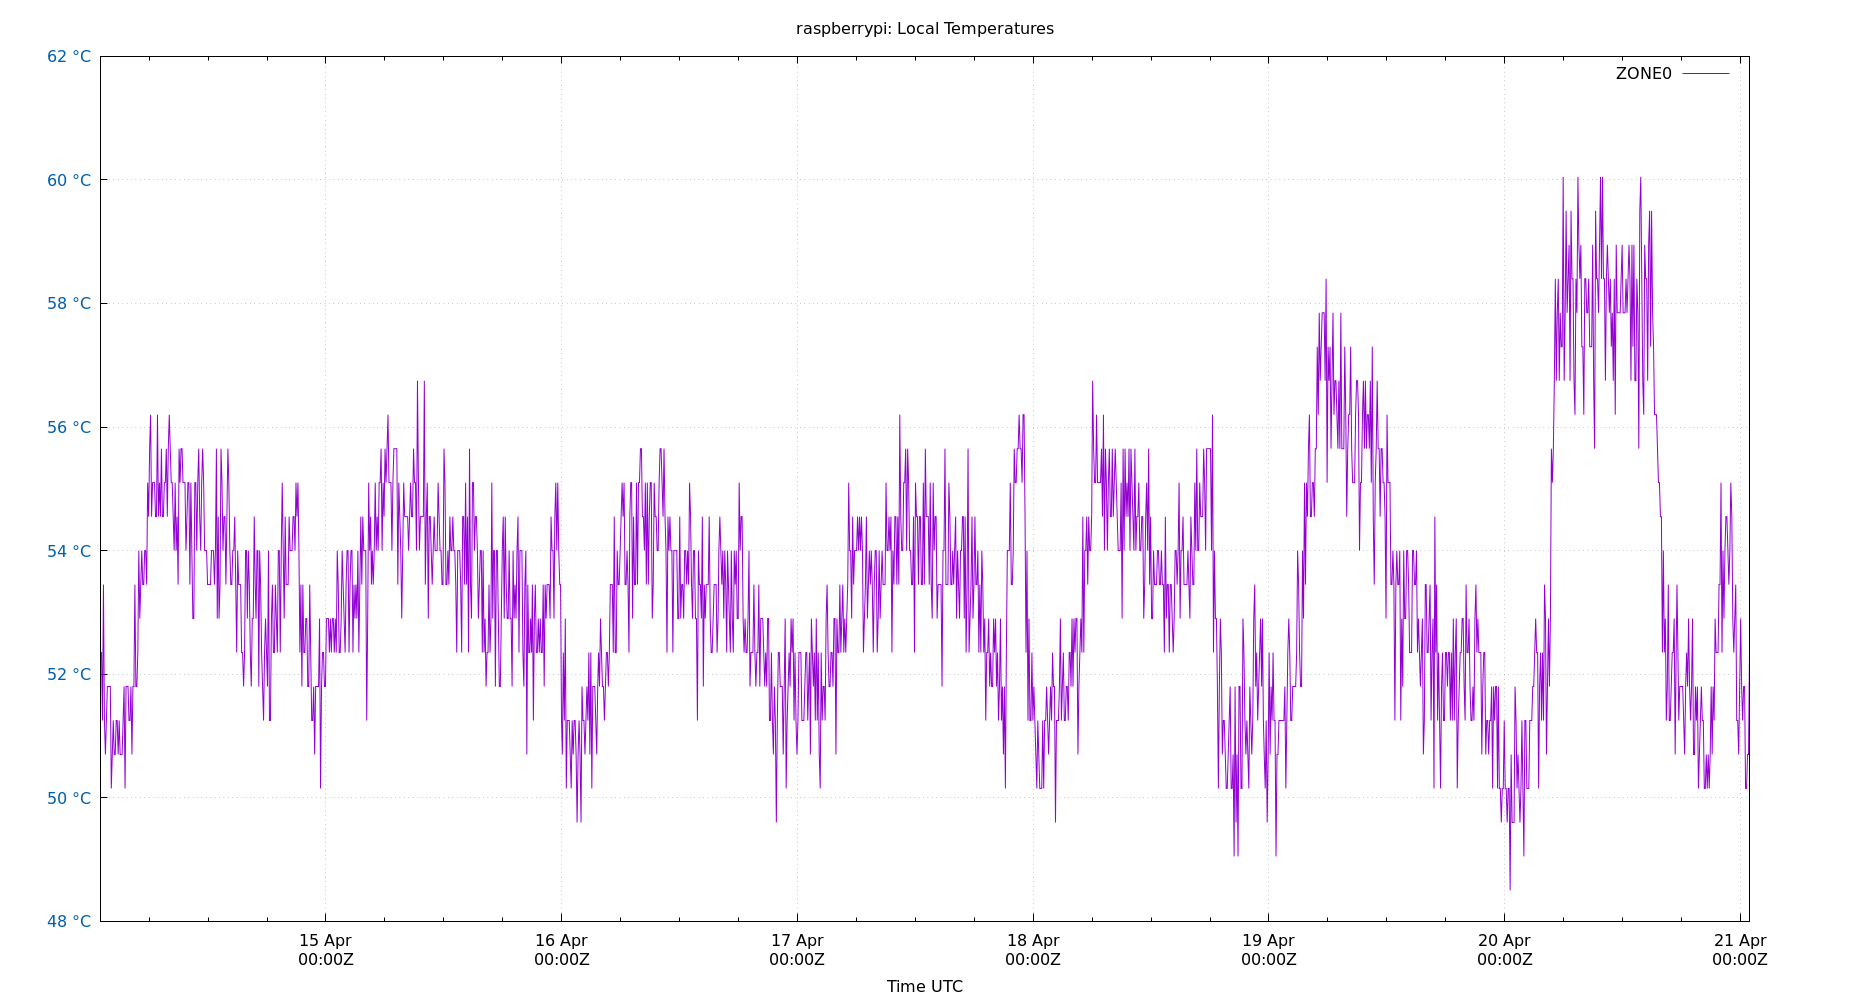 raspberrypi: Local Temperatures
62 °C
ZONE0
60 °C
58 °C
56 °C
54 °C
52 °C
50 °C
48 °C
15 Apr
00:00Z
16 Apr
00:00Z
17 Apr
00:00Z
18 Apr
00:00Z
19 Apr
00:00Z
20 Apr
00:00Z
21 Apr
00:00Z
Time UTC